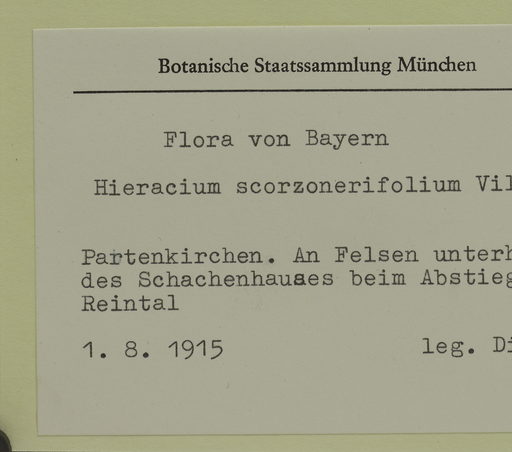 Botanische Staatssammlung München
Flora von Bayern
Hieracium scorzonerifolium Vil
Partenkirchen. An Felsen unterh
des Schachenhauses beim Abstieg
Reintal
1. 8. 1915 leg. Di